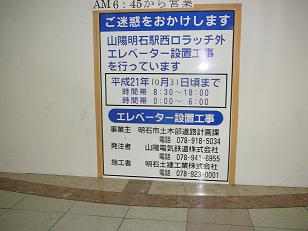 AM6:45から営業
ご迷惑をおかけします
山陽明石駅西口ラッチ外
エレベーター設置工事
を行っています
平成21年10月31日頃まで
時間帯 8:30～18:00
時間帯 0:00～ 6:00
エレベーター設置工事
事業主 明石市土木部道路計画課
電話 078-918-5034
発注者 山陽電気鉄道株式会社
電話 078-941-6955
施工者 明石土建工業株式会社
電話 078-923-0001